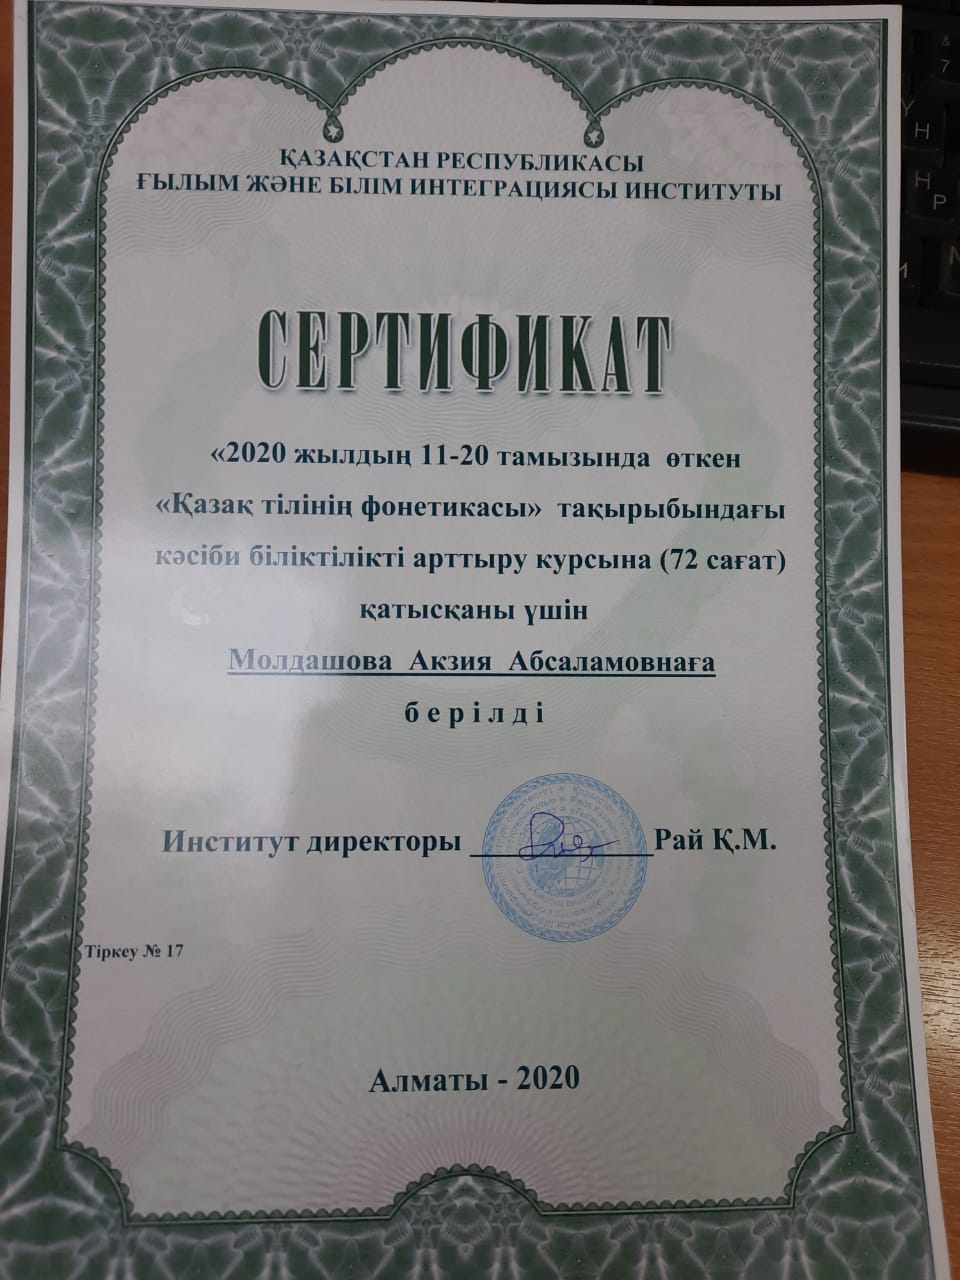 ҚАЗАҚСТАН РЕСПУБЛИКАСЫ
ҒЫЛЫМ ЖӘНЕ БІЛІМ ИНТЕГРАЦИЯСЫ ИНСТИТУТЫ
СЕРТИФИКАТ
«2020 жылдың 11-20 тамызында өткен
«Қазақ тілінің фонетикасы» тақырыбындағы
кәсіби біліктілікті арттыру курсына (72 сағат)
қатысқаны үшін
Молдашова Акзия Абсаламовнаға
б е р і л д і
Институт директоры Рай Қ.М.
Тіркеу № 17
Алматы - 2020